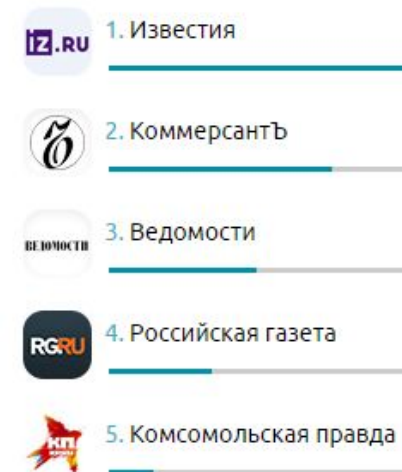 iZ.RU
1. Известия
Ъ
2. КоммерсантЪ
ВЕДОМОСТИ
3. Ведомости
RGRU
4. Российская газета
КП
5. Комсомольская правда